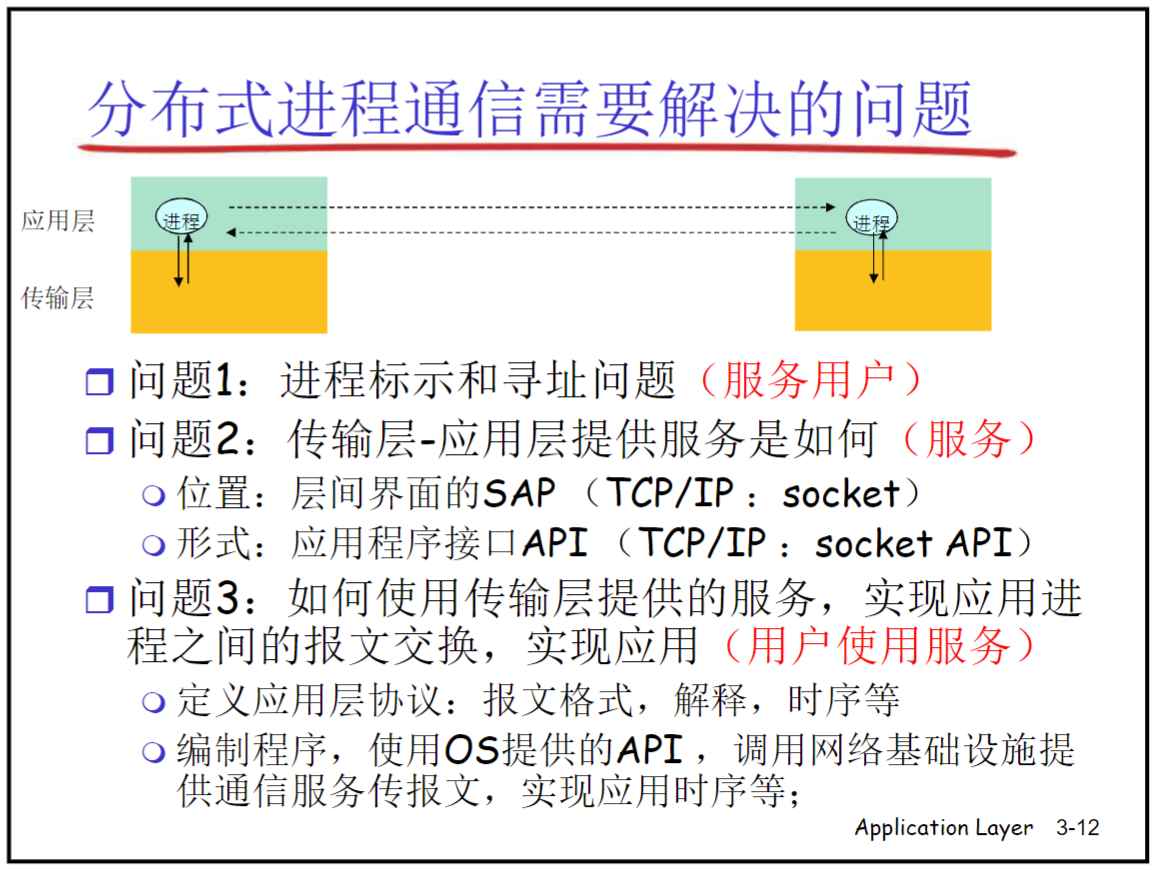 分布式进程通信需要解决的问题
应用层
进程
进程
传输层
问题1：进程标示和寻址问题（服务用户）
问题2：传输层-应用层提供服务是如何（服务）
位置：层间界面的SAP （TCP/IP ：socket）
形式：应用程序接口API （TCP/IP ：socket API）
问题3：如何使用传输层提供的服务，实现应用进
程之间的报文交换，实现应用（用户使用服务）
定义应用层协议：报文格式，解释，时序等
编制程序，使用OS提供的API ，调用网络基础设施提
供通信服务传报文，实现应用时序等；
Application Layer 3-12